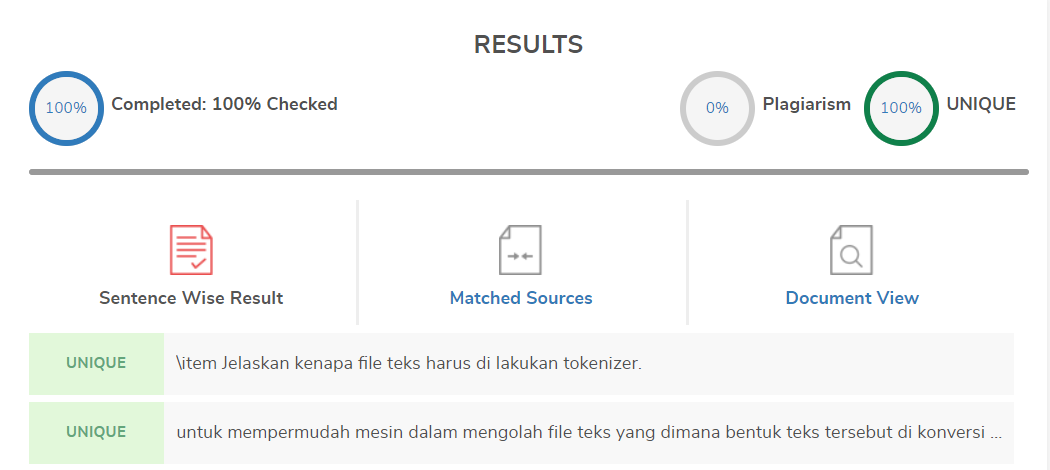 RESULTS
100% Completed: 100% Checked 0% Plagiarism 100% UNIQUE
Sentence Wise Result Matched Sources Document View
UNIQUE \item Jelaskan kenapa file teks harus di lakukan tokenizer.
UNIQUE untuk mempermudah mesin dalam mengolah file teks yang dimana bentuk teks tersebut di konversi ...